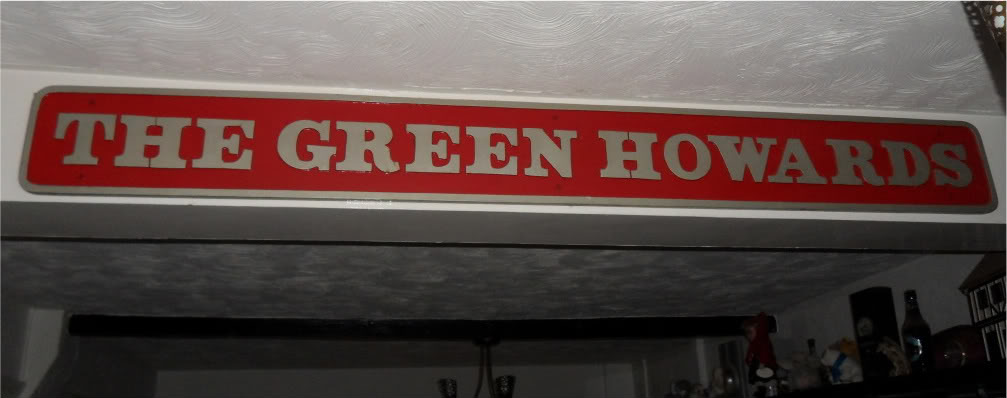 THE GREEN HOWARDS